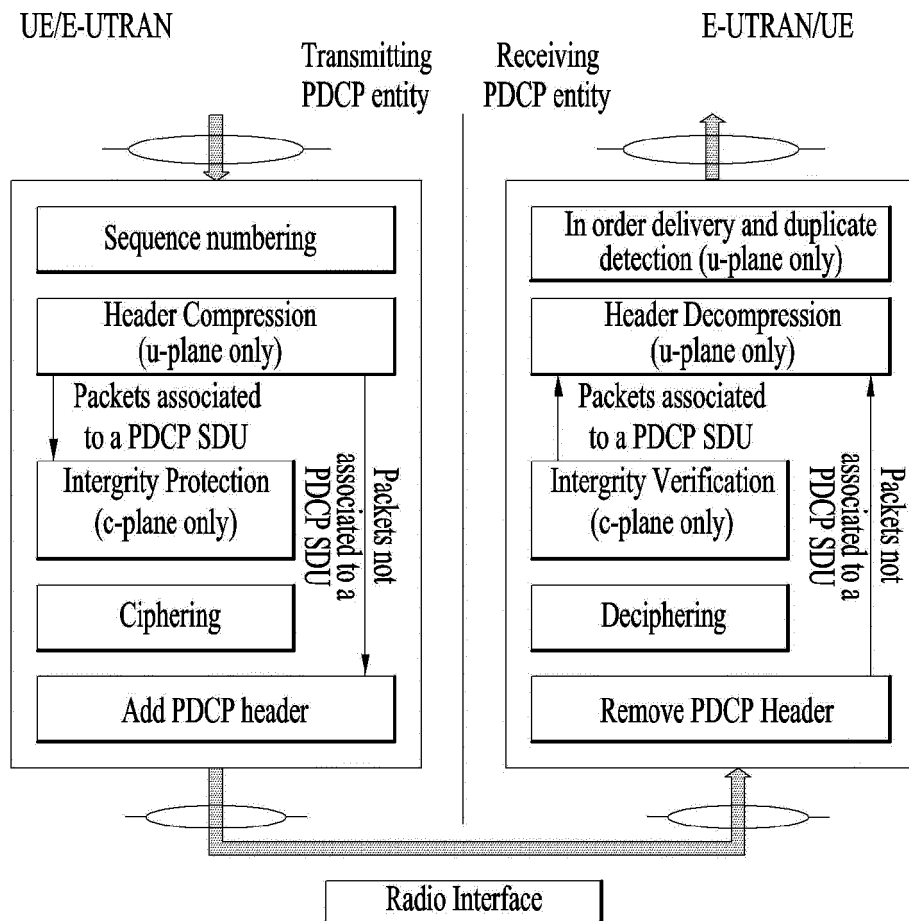 UE/E-UTRAN
E-UTRAN/UE
Transmitting
PDCP entity
Receiving
PDCP entity
Sequence numbering
Header Compression
(u-plane only)
Packets associated
to a PDCP SDU
Packets not
associated to a
PDCP SDU
Intergrity Protection
(c-plane only)
Ciphering
Add PDCP header
In order delivery and duplicate
detection (u-plane only)
Header Decompression
(u-plane only)
Packets associated
to a PDCP SDU
Packets not
associated to a
PDCP SDU
Intergrity Verification
(c-plane only)
Deciphering
Remove PDCP Header
Radio Interface